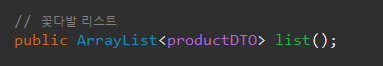 // 꽃다발 리스트
public ArrayList<productDTO> list();